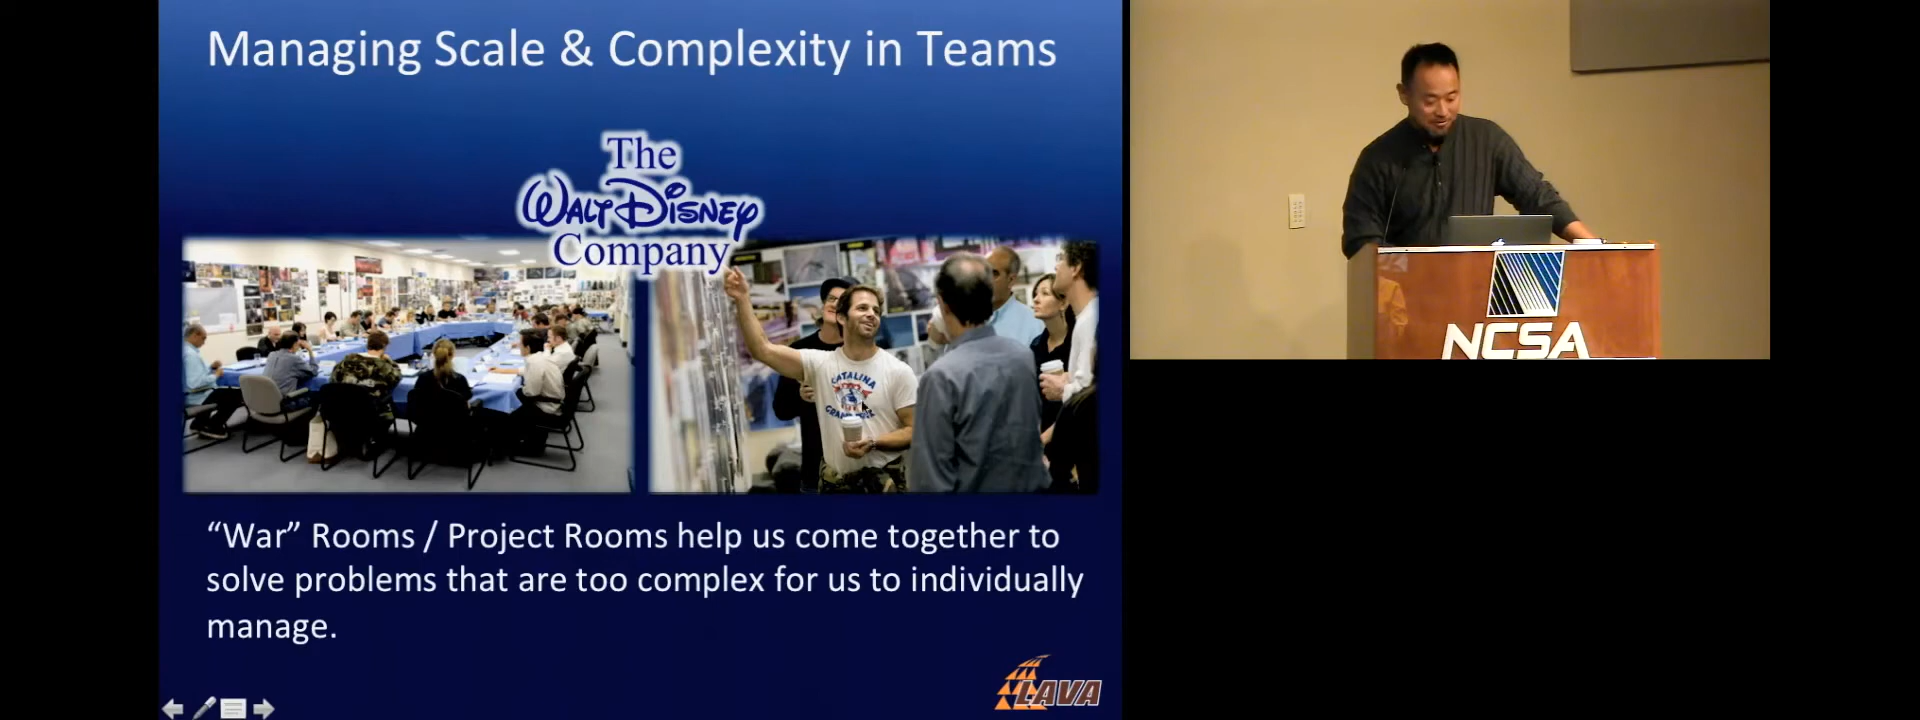 Managing Scale & Complexity in Teams
The
WALT DISNEY
Company
CATALINA
“War” Rooms / Project Rooms help us come together to
solve problems that are too complex for us to individually
manage.
LAVA
NCSA